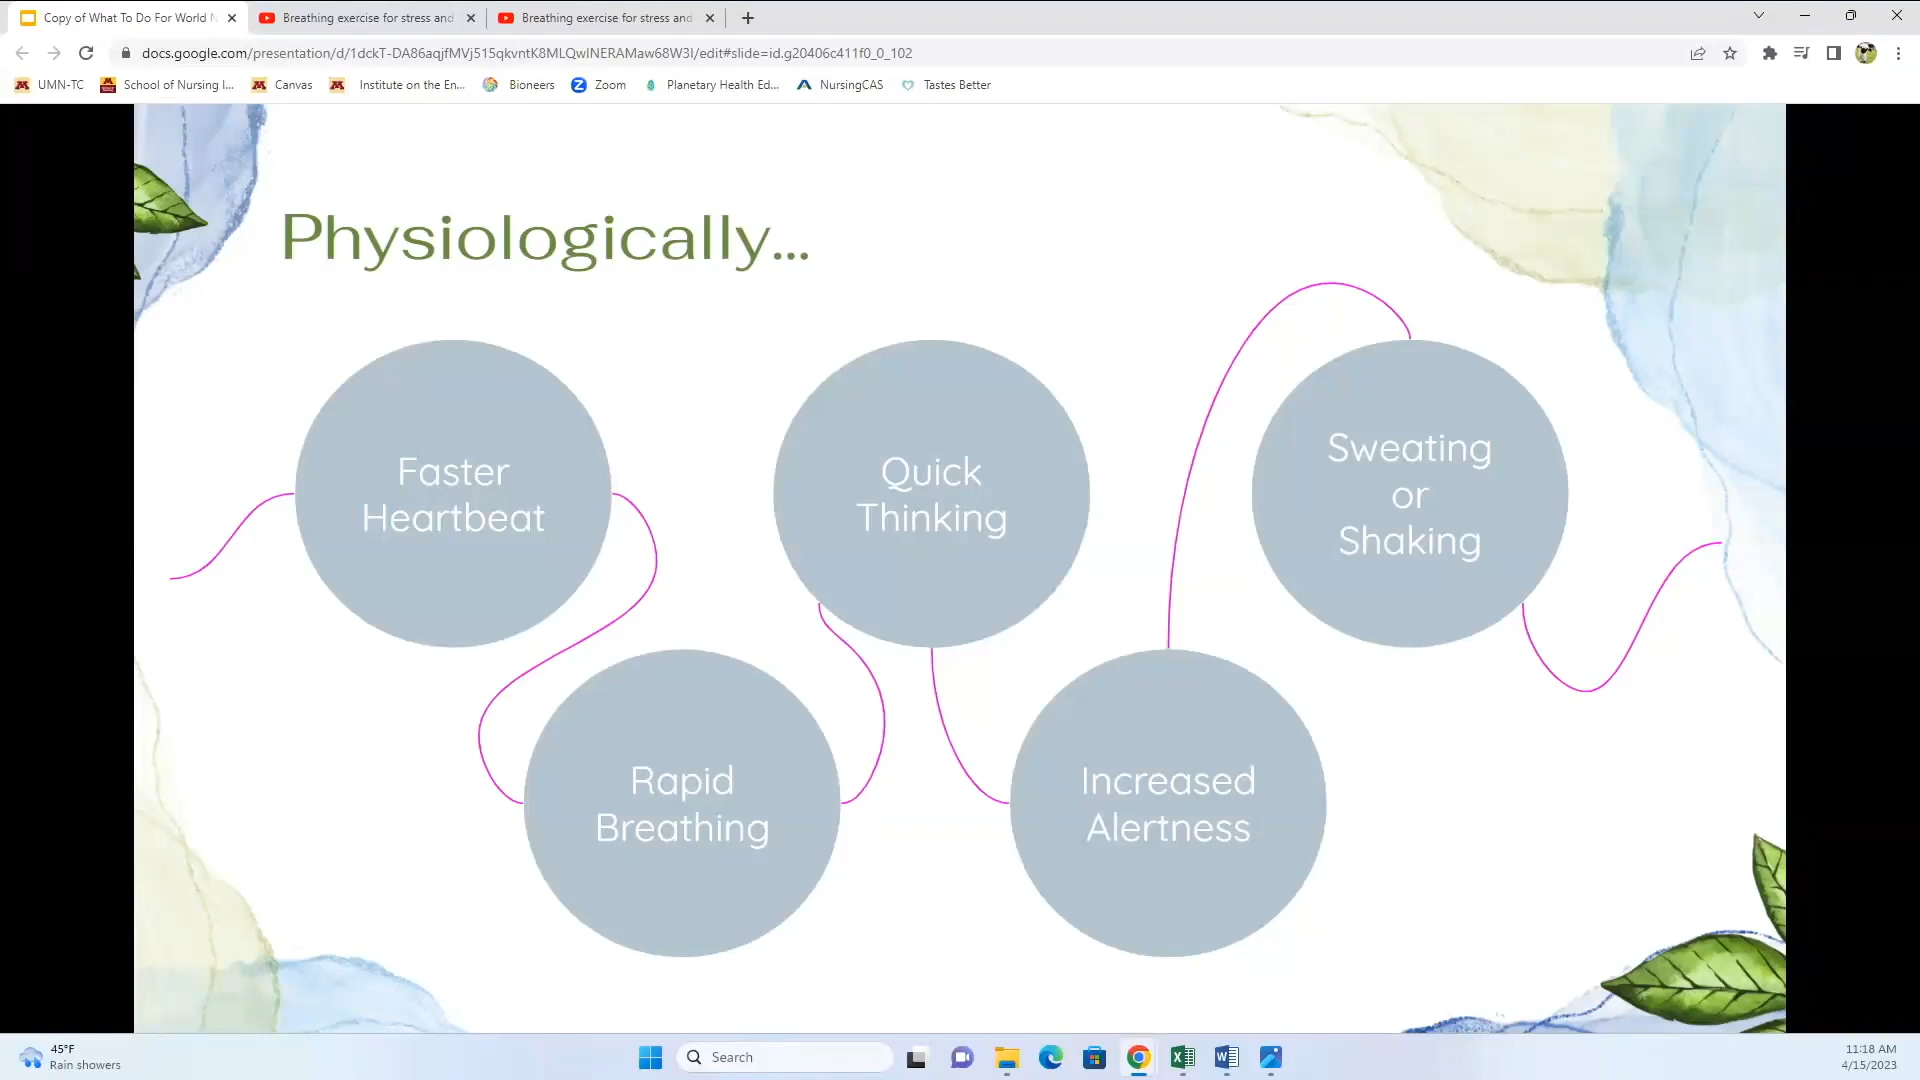 Copy of What To Do For World N
Breathing exercise for stress and
Breathing exercise for stress and
docs.google.com/presentation/d/1dckT-DA86aqjfMVj515qkvntK8MLQwlNERAMaw68W3I/edit#slide=id.g20406c411f0_0_102
UMN-TC
School of Nursing I...
Canvas
Institute on the En...
Bioneers
Zoom
Planetary Health Ed...
NursingCAS
Tastes Better
Physiologically...
Faster
Heartbeat
Rapid
Breathing
Quick
Thinking
Increased
Alertness
Sweating
or
Shaking
45°F
Rain showers
Search
11:18 AM
4/15/2023